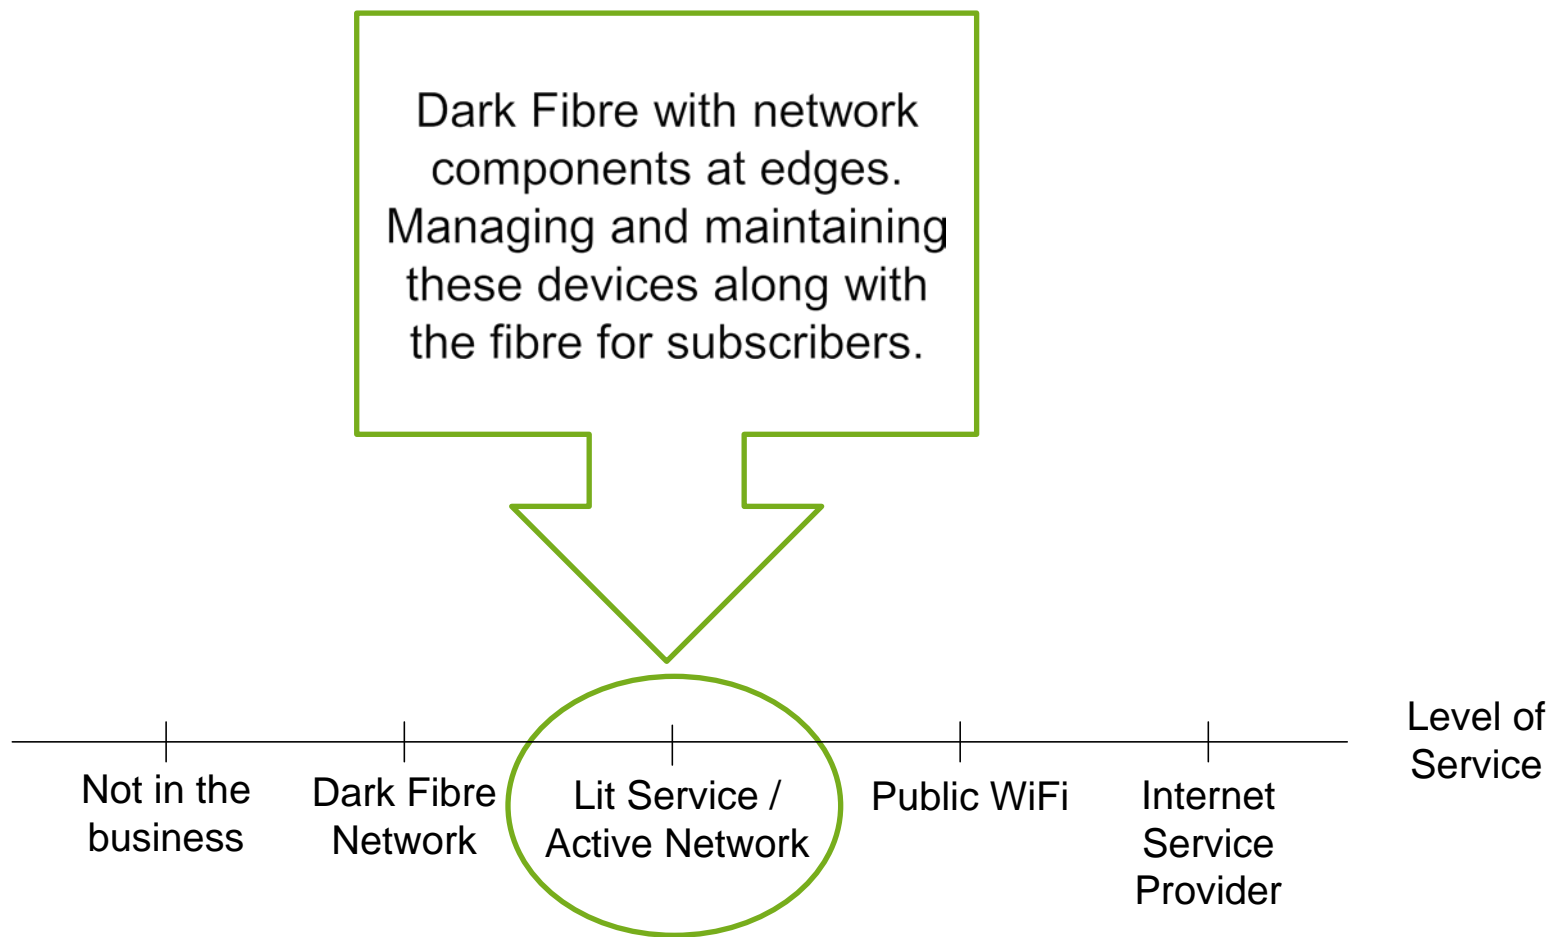 Dark Fibre with network
components at edges.
Managing and maintaining
these devices along with
the fibre for subscribers.
Level of
Service
Not in the
business
Dark Fibre
Network
Lit Service /
Active Network
Public WiFi
Internet
Service
Provider